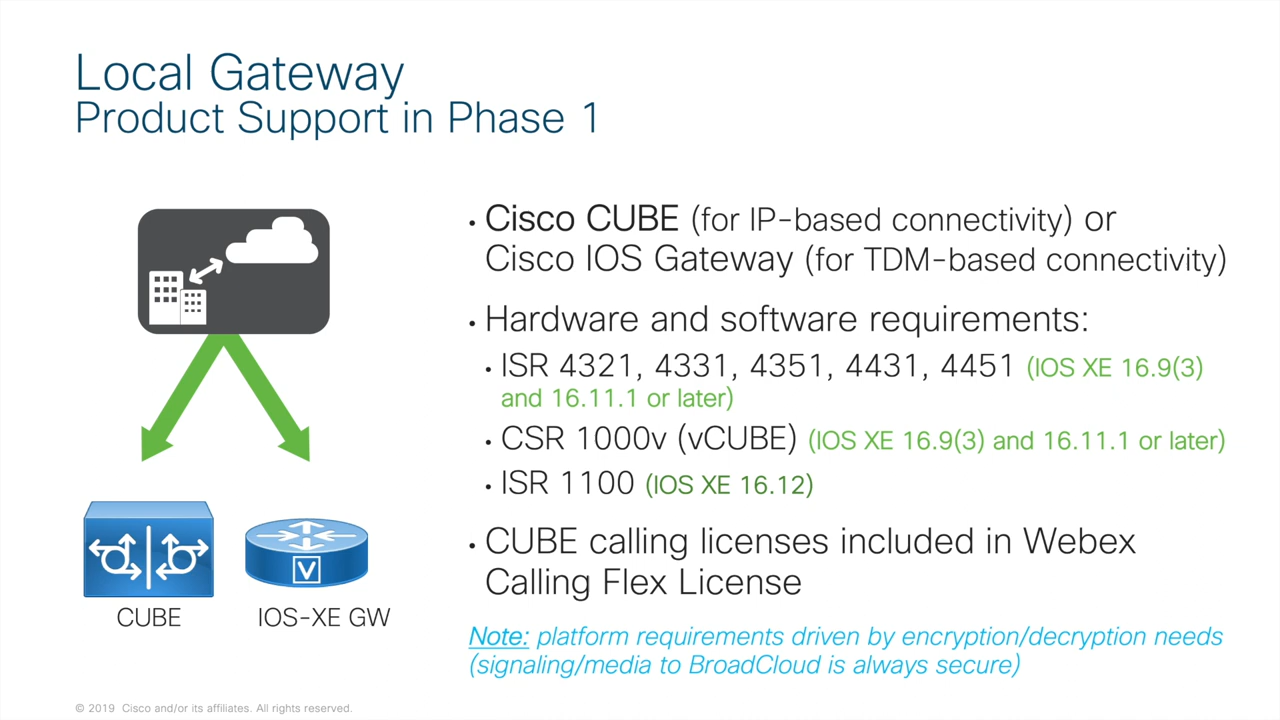 Local Gateway
Product Support in Phase 1
• Cisco CUBE (for IP-based connectivity) or
Cisco IOS Gateway (for TDM-based connectivity)
• Hardware and software requirements:
• ISR 4321, 4331, 4351, 4431, 4451 (IOS XE 16.9(3)
and 16.11.1 or later)
• CSR 1000v (vCUBE) (IOS XE 16.9(3) and 16.11.1 or later)
• ISR 1100 (IOS XE 16.12)
• CUBE calling licenses included in Webex
Calling Flex License
Note: platform requirements driven by encryption/decryption needs
(signaling/media to BroadCloud is always secure)
V
CUBE
IOS-XE GW
© 2019 Cisco and/or its affiliates. All rights reserved.